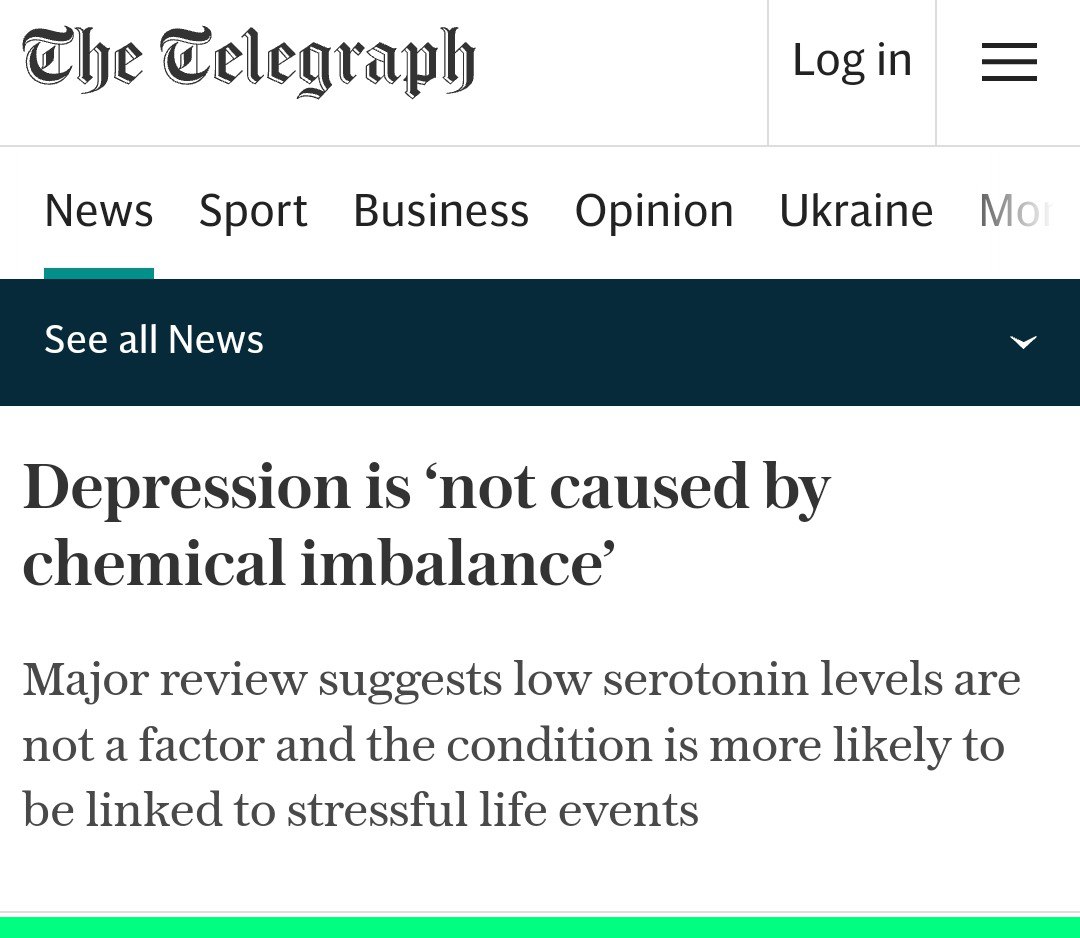 The Telegraph
Log in
News Sport Business Opinion Ukraine
See all News
Depression is ‘not caused by
chemical imbalance’
Major review suggests low serotonin levels are
not a factor and the condition is more likely to
be linked to stressful life events